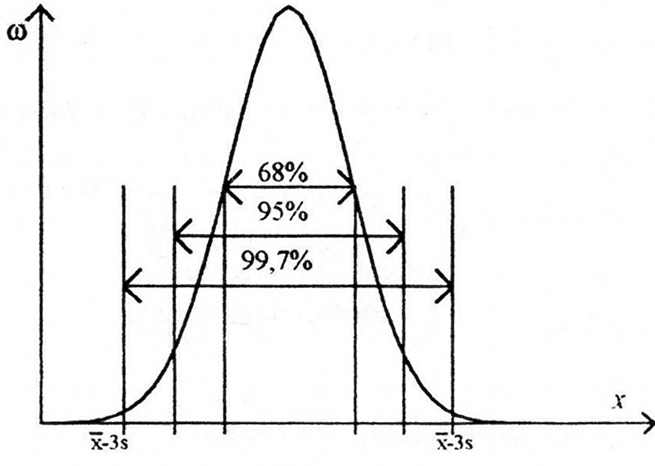 ω
68%
95%
99,7%
x
x̅-3s
x̅-3s